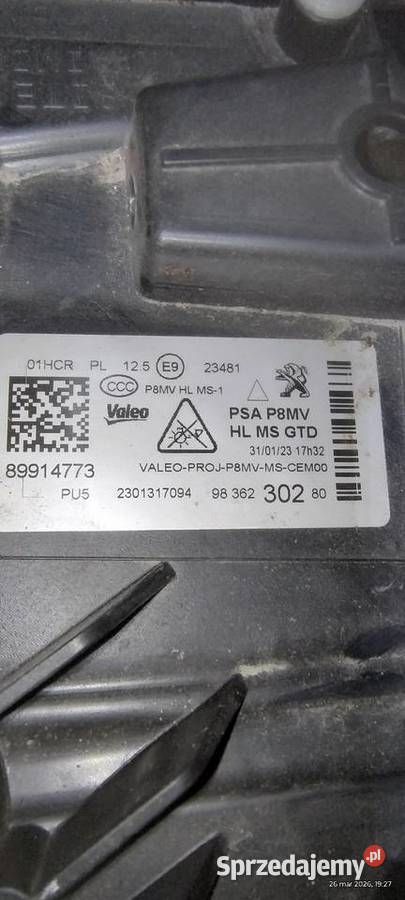 01HCR PL 12.5 E9 23481
CCC P8MV HL MS-1
Valeo
PSA P8MV
HL MS GTD
31/01/23 17h32
89914773
VALEO-PROJ-P8MV-MS-CEM00
PU5 2301317094 98 362 302 80
Sprzedajemy.pl
26 mar 2026, 19:27